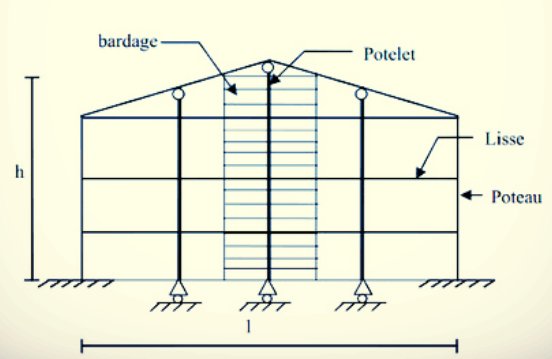 bardage
Potelet
Lisse
h
Poteau
l